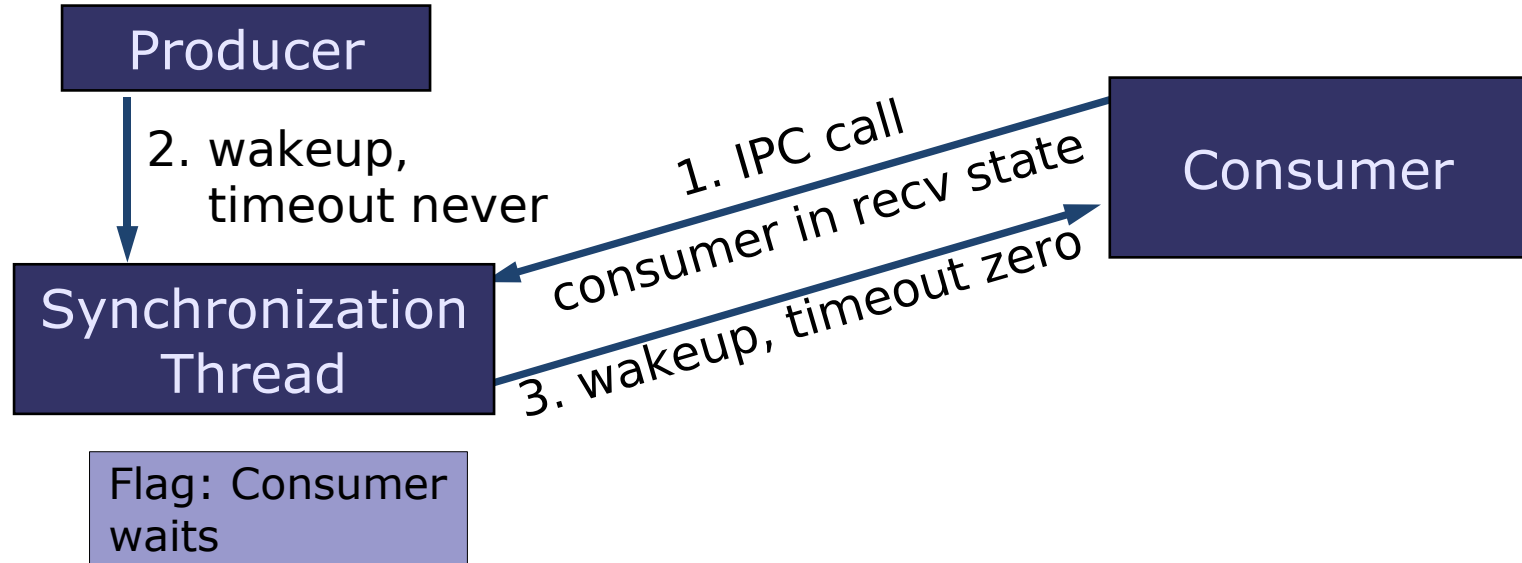 Producer
2. wakeup,
timeout never
1. IPC call
consumer in recv state
Consumer
3. wakeup, timeout zero
Synchronization
Thread
Flag: Consumer
waits